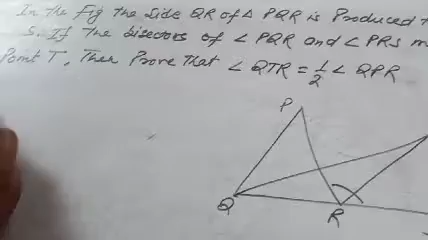 In the Fig the side QR of △ PQR is Produced
S. If the bisectors of ∠ PQR and ∠ PRS
Point T, Then Prove that ∠ QTR = 1/2 ∠ QPR
P
Q
R